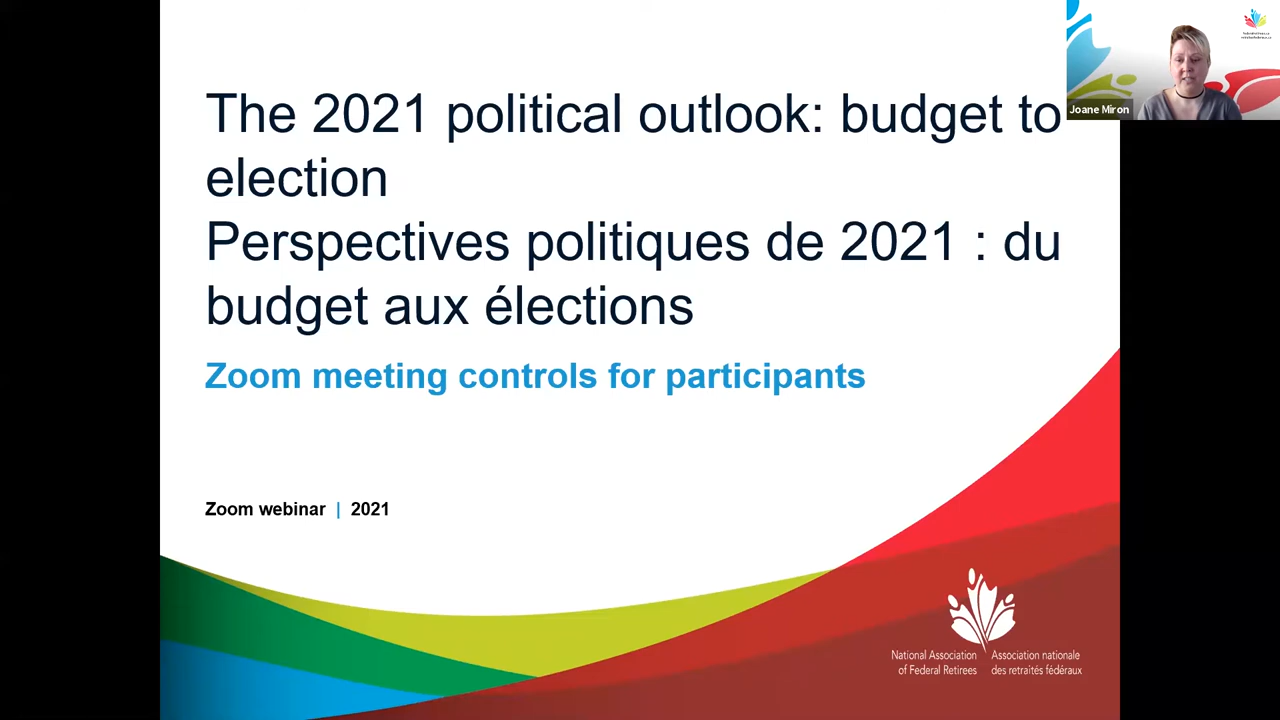 The 2021 political outlook: budget to
election
Perspectives politiques de 2021 : du
budget aux élections
Zoom meeting controls for participants
Zoom webinar | 2021
National Association
of Federal Retirees
Association nationale
des retraités fédéraux
Joane Miron